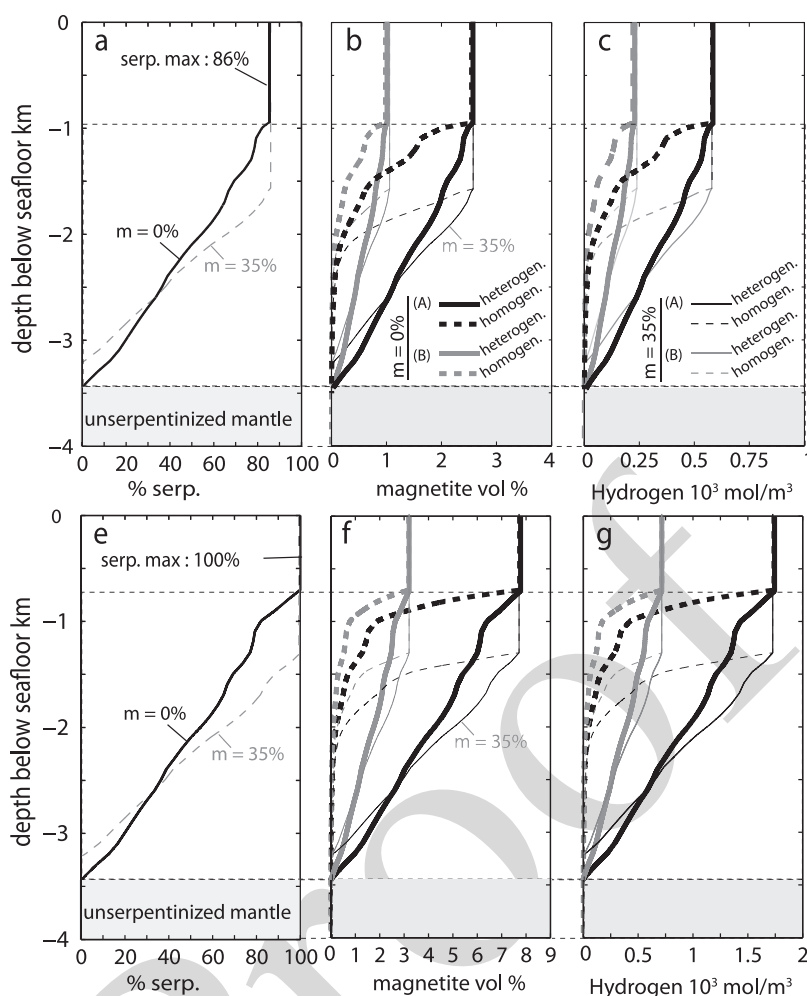 a
serp. max : 86%
m = 0%
m = 35%
unserpentinized mantle
depth below seafloor km
0
−1
−2
−3
−4
0 20 40 60 80 100
% serp.
b
m = 35%
m = 0%
(A) heterogen.
homogen.
(B) heterogen.
homogen.
0 1 2 3 4
magnetite vol %
c
m = 35%
(A) heterogen.
homogen.
(B) heterogen.
homogen.
0 0.25 0.5 0.75 1
Hydrogen 10³ mol/m³
e
serp. max : 100%
m = 0%
m = 35%
unserpentinized mantle
depth below seafloor km
0
−1
−2
−3
−4
0 20 40 60 80 100
% serp.
f
m = 35%
0 1 2 3 4 5 6 7 8 9
magnetite vol %
g
0 0.5 1 1.5 2
Hydrogen 10³ mol/m³
Proof